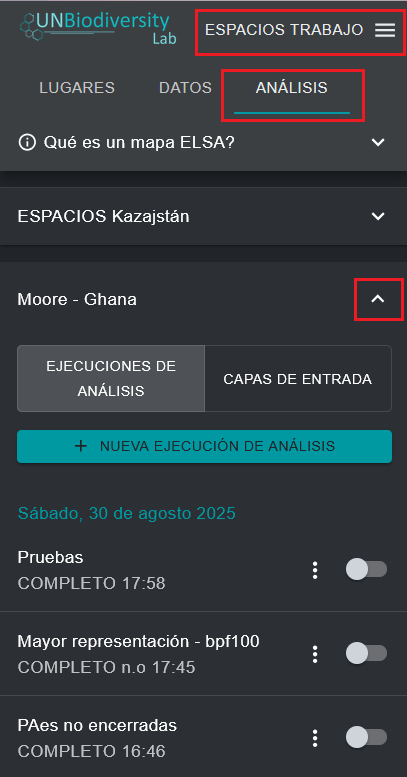 UNBiodiversity
Lab
ESPACIOS TRABAJO
LUGARES DATOS ANÁLISIS
Qué es un mapa ELSA?
ESPACIOS Kazajstán
Moore - Ghana
EJECUCIONES DE
ANÁLISIS
CAPAS DE ENTRADA
+ NUEVA EJECUCIÓN DE ANÁLISIS
Sábado, 30 de agosto 2025
Pruebas
COMPLETO 17:58
Mayor representación - bpf100
COMPLETO n.o 17:45
PAes no encerradas
COMPLETO 16:46